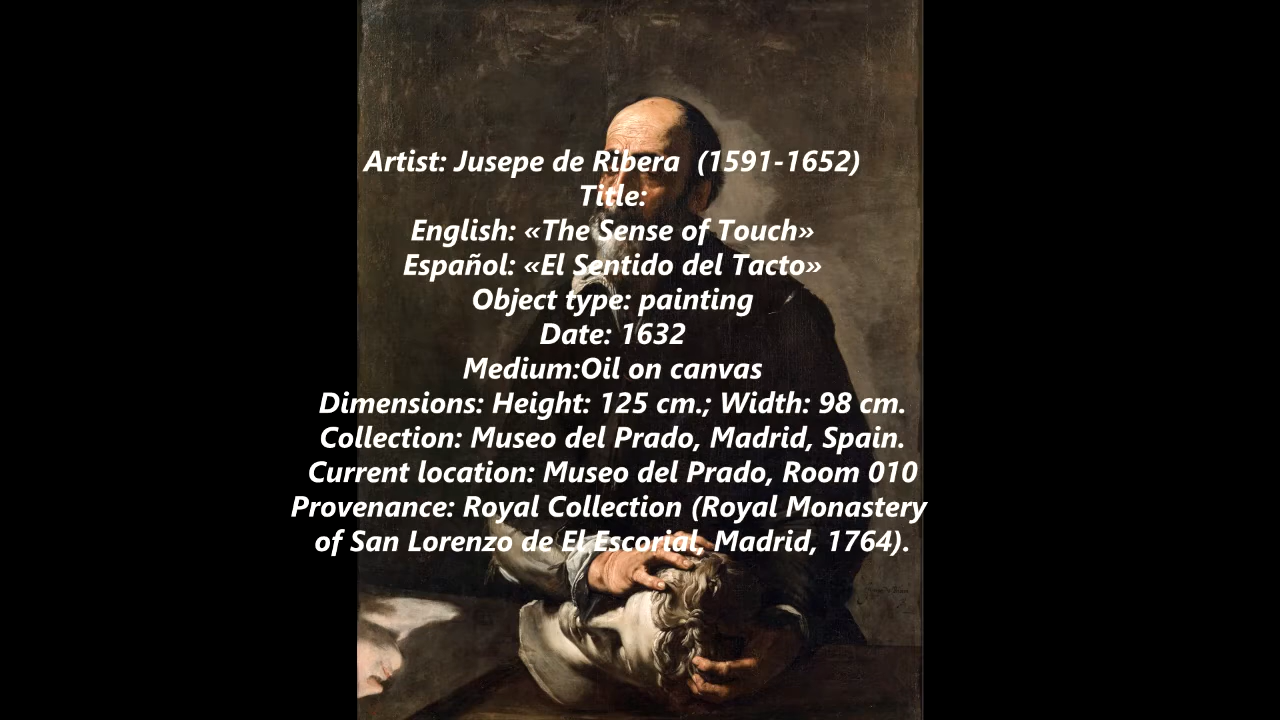 Artist: Jusepe de Ribera (1591-1652)
Title:
English: «The Sense of Touch»
Español: «El Sentido del Tacto»
Object type: painting
Date: 1632
Medium:Oil on canvas
Dimensions: Height: 125 cm.; Width: 98 cm.
Collection: Museo del Prado, Madrid, Spain.
Current location: Museo del Prado, Room 010
Provenance: Royal Collection (Royal Monastery
of San Lorenzo de El Escorial, Madrid, 1764).